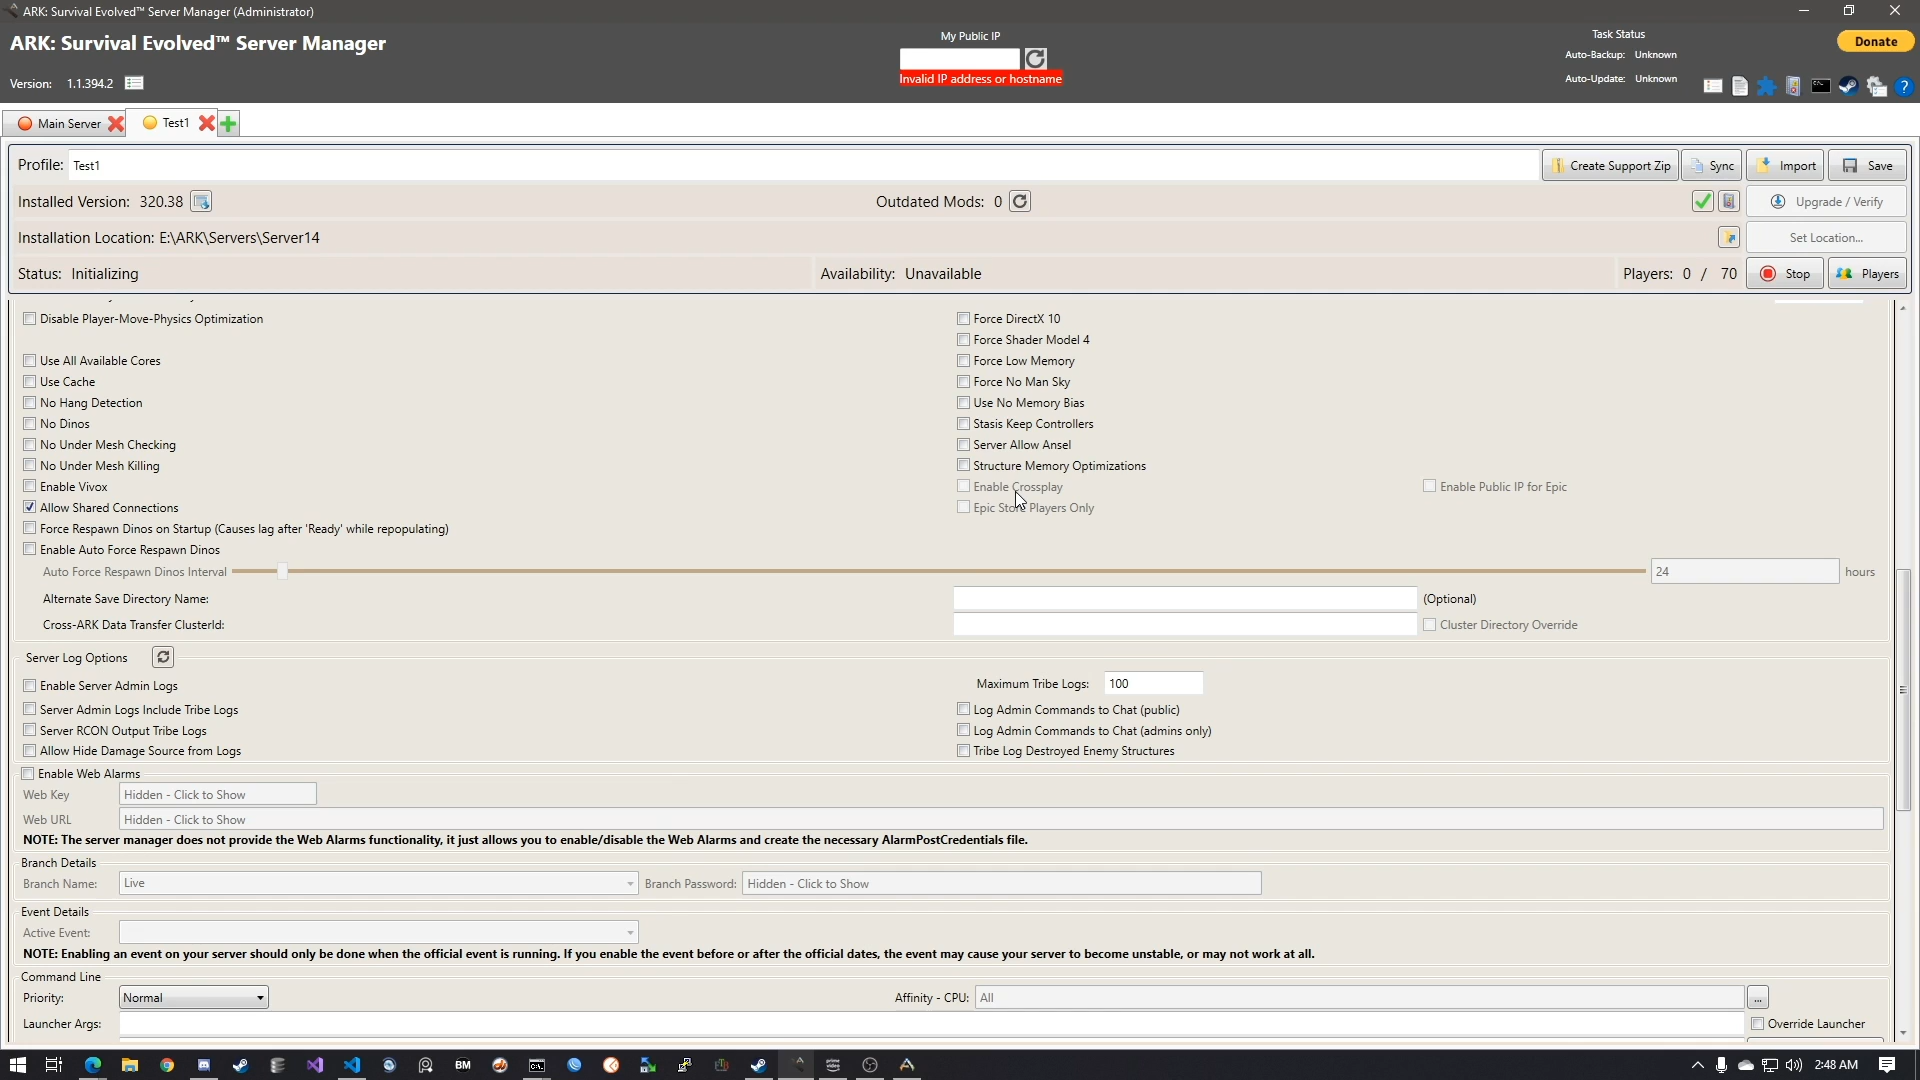 ARK: Survival Evolved™ Server Manager (Administrator)
ARK: Survival Evolved™ Server Manager
Version: 1.1.394.2
My Public IP
Invalid IP address or hostname
Task Status
Auto-Backup: Unknown
Auto-Update: Unknown
Donate
Main Server
Test1
Profile: Test1
Create Support Zip
Sync
Import
Save
Installed Version: 320.38
Outdated Mods: 0
Upgrade / Verify
Installation Location: E:\ARK\Servers\Server14
Set Location...
Status: Initializing
Availability: Unavailable
Players: 0 / 70
Stop
Players
Disable Player-Move-Physics Optimization
Force DirectX 10
Force Shader Model 4
Use All Available Cores
Force Low Memory
Use Cache
Force No Man Sky
No Hang Detection
Use No Memory Bias
No Dinos
Stasis Keep Controllers
No Under Mesh Checking
Server Allow Ansel
No Under Mesh Killing
Structure Memory Optimizations
Enable Vivox
Enable Crossplay
Enable Public IP for Epic
Allow Shared Connections
Epic Store Players Only
Force Respawn Dinos on Startup (Causes lag after 'Ready' while repopulating)
Enable Auto Force Respawn Dinos
Auto Force Respawn Dinos Interval
24
hours
Alternate Save Directory Name:
(Optional)
Cross-ARK Data Transfer ClusterId:
Cluster Directory Override
Server Log Options
Enable Server Admin Logs
Maximum Tribe Logs: 100
Server Admin Logs Include Tribe Logs
Log Admin Commands to Chat (public)
Server RCON Output Tribe Logs
Log Admin Commands to Chat (admins only)
Allow Hide Damage Source from Logs
Tribe Log Destroyed Enemy Structures
Enable Web Alarms
Web Key
Hidden - Click to Show
Web URL
Hidden - Click to Show
NOTE: The server manager does not provide the Web Alarms functionality, it just allows you to enable/disable the Web Alarms and create the necessary AlarmPostCredentials file.
Branch Details
Branch Name:
Live
Branch Password:
Hidden - Click to Show
Event Details
Active Event:
NOTE: Enabling an event on your server should only be done when the official event is running. If you enable the event before or after the official dates, the event may cause your server to become unstable, or may not work at all.
Command Line
Priority:
Normal
Affinity - CPU:
All
...
Launcher Args:
Override Launcher
BM
prime video
2:48 AM